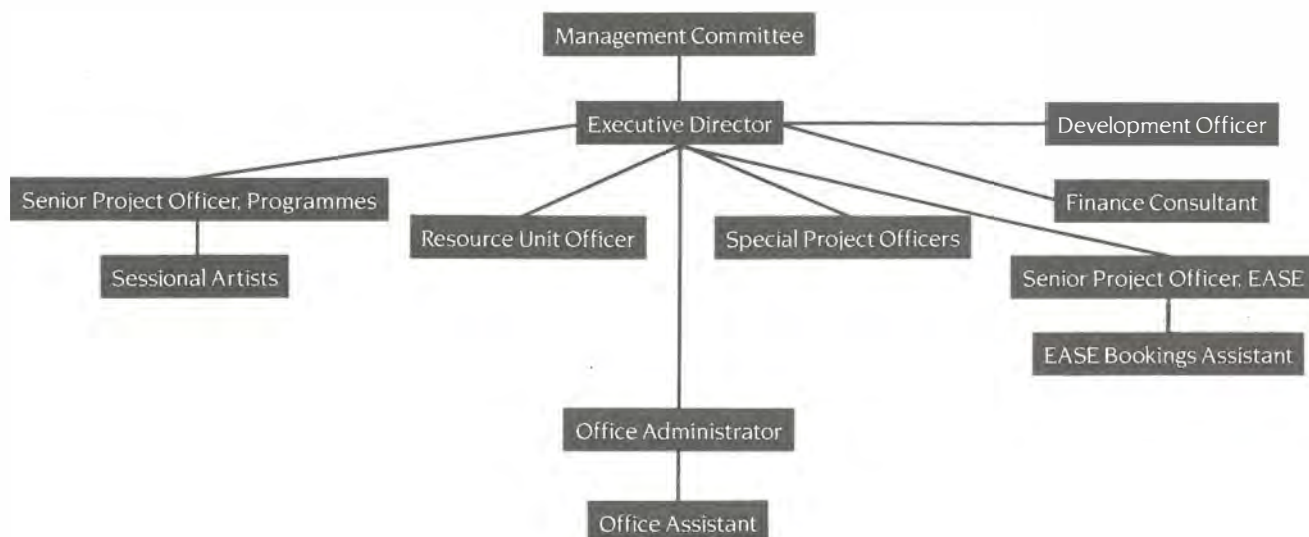 Management Committee
Executive Director
Development Officer
Senior Project Officer, Programmes
Finance Consultant
Resource Unit Officer
Special Project Officers
Sessional Artists
Senior Project Officer, EASE
EASE Bookings Assistant
Office Administrator
Office Assistant